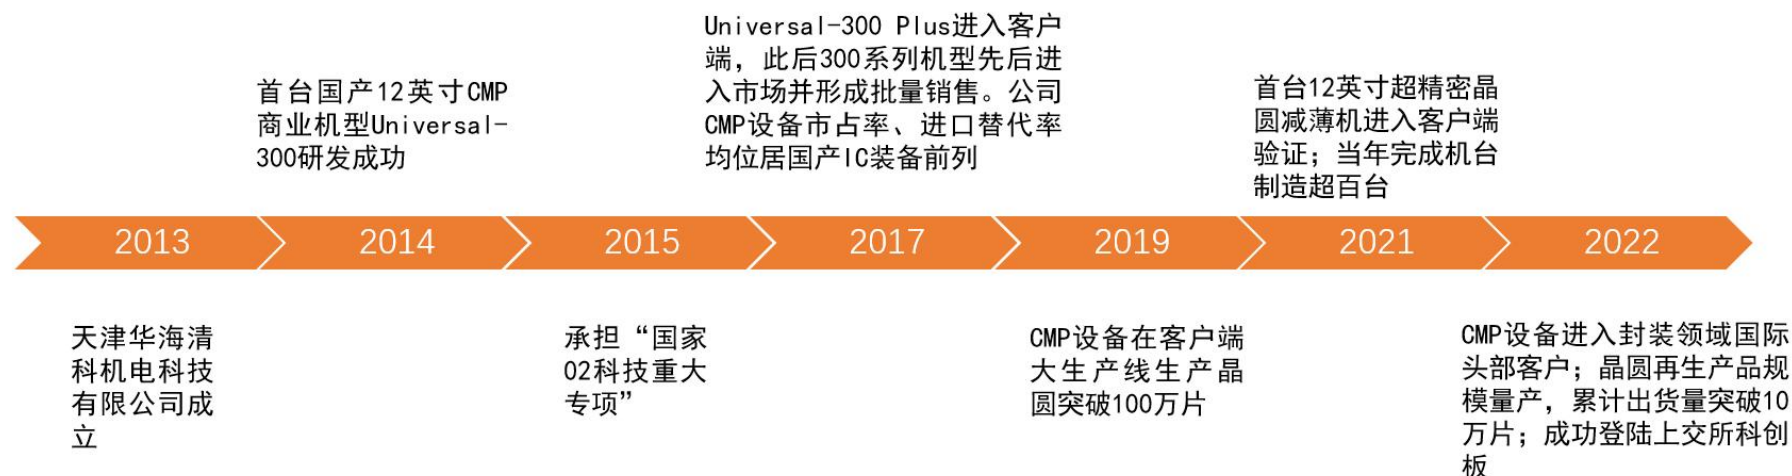 首台国产12英寸CMP
商业机型Universal-
300研发成功
Universal-300 Plus进入客户
端，此后300系列机型先后进
入市场并形成批量销售。公司
CMP设备市占率、进口替代率
均位居国产IC装备前列
首台12英寸超精密晶
圆减薄机进入客户端
验证；当年完成机台
制造超百台
2013
2014
2015
2017
2019
2021
2022
天津华海清
科机电科技
有限公司成
立
承担“国家
02科技重大
专项”
CMP设备在客户端
大生产线生产晶
圆突破100万片
CMP设备进入封装领域国际
头部客户；晶圆再生产品规
模量产，累计出货量突破10
万片；成功登陆上交所科创
板